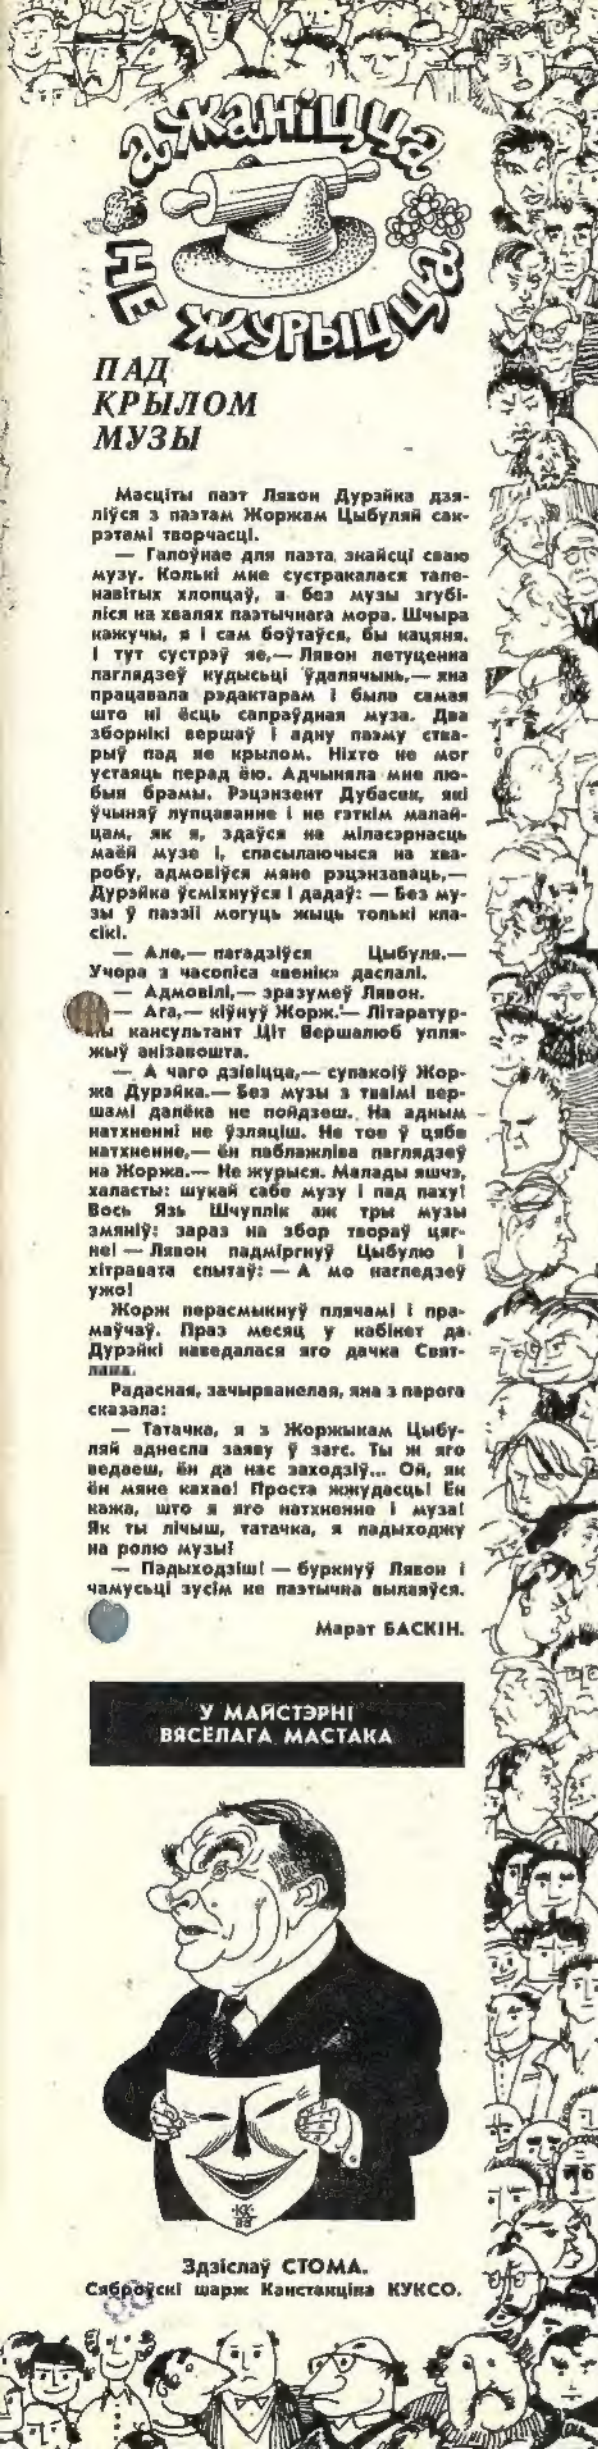 ажаніцца
не журыцца
ПАД
КРЫЛОМ
МУЗЫ
Масціты паэт Лявон Дурэйка дзя-
ліўся з паэтам Жоржам Цыбуляй сак-
рэтамі творчасці.
— Галоўнае для паэта знайсці сваю
музу. Колькі мне сустракалася тале-
навітых хлопцаў, а без музы згубі-
ліся на хвалях паэтычнага мора. Шчыра
кажучы, я і сам боўтаўся, бы кацяня.
І тут сустрэў яе,— Лявон летуценна
паглядзеў кудысьці ўдалячынь,— яна
працавала рэдактарам і была самая
што ні ёсць сапраўдная муза. Два
зборнікі вершаў і адну паэму ства-
рыў пад яе крылом. Ніхто не мог
устаяць перад ёю. Адчыняла мне лю-
быя брамы. Рэцэнзент Дубасек, які
ўчыняў лупцаванне і не гэткім малай-
цам, як я, здаўся на міласэрнасць
маёй музе і, спасылаючыся на хва-
робу, адмовіўся мяне рэцэнзаваць,—
Дурэйка ўсміхнуўся і дадаў: — Без му-
зы ў паэзіі могуць жыць толькі кла-
сікі.
— Але,— пагадзіўся Цыбуля.—
Учора з часопіса «венік» даслалі.
— Адмовілі,— зразумеў Лявон.
— Ага,— кіўнуў Жорж.— Літаратур-
ны кансультант Ціт Вершалюб упля-
жыў анізавошта.
— А чаго дзівіцца,— супакоіў Жор-
жа Дурэйка.— Без музы з тваімі вер-
шамі далёка не пойдзеш. На адным
натхненні не ўзляціш. Не тое ў цябе
натхненне,— ён паблажліва паглядзеў
на Жоржа.— Не журыся. Малады яшчэ,
халасты: шукай сабе музу і пад паху!
Вось Язь Шчуплік аж тры музы
змяніў: зараз на збор твораў цяг-
не! — Лявон падміргнуў Цыбулю і
хітравата спытаў: — А мо нагледзеў
ужо?
Жорж перасмыкнуў плячамі і пра-
маўчаў. Праз месяц у кабінет да
Дурэйкі наведалася яго дачка Свят-
лана.
Радасная, зачырванелая, яна з парога
сказала:
— Татачка, я з Жоржыкам Цыбу-
ляй аднесла заяву ў загс. Ты ж яго
ведаеш, ён да нас заходзіў... Ой, як
ён мяне кахае! Проста жжудасць! Ён
кажа, што я яго натхненне і муза!
Як ты лічыш, татачка, я падыходжу
на ролю музы?
— Падыходзіш! — буркнуў Лявон і
чамусьці зусім не паэтычна вылаяўся.
Марат БАСКІН.
У МАЙСТЭРНІ
ВЯСЁЛАГА МАСТАКА
КК
88
Здзіслаў СТОМА.
Сяброўскі шарж Канстанціна КУКСО.